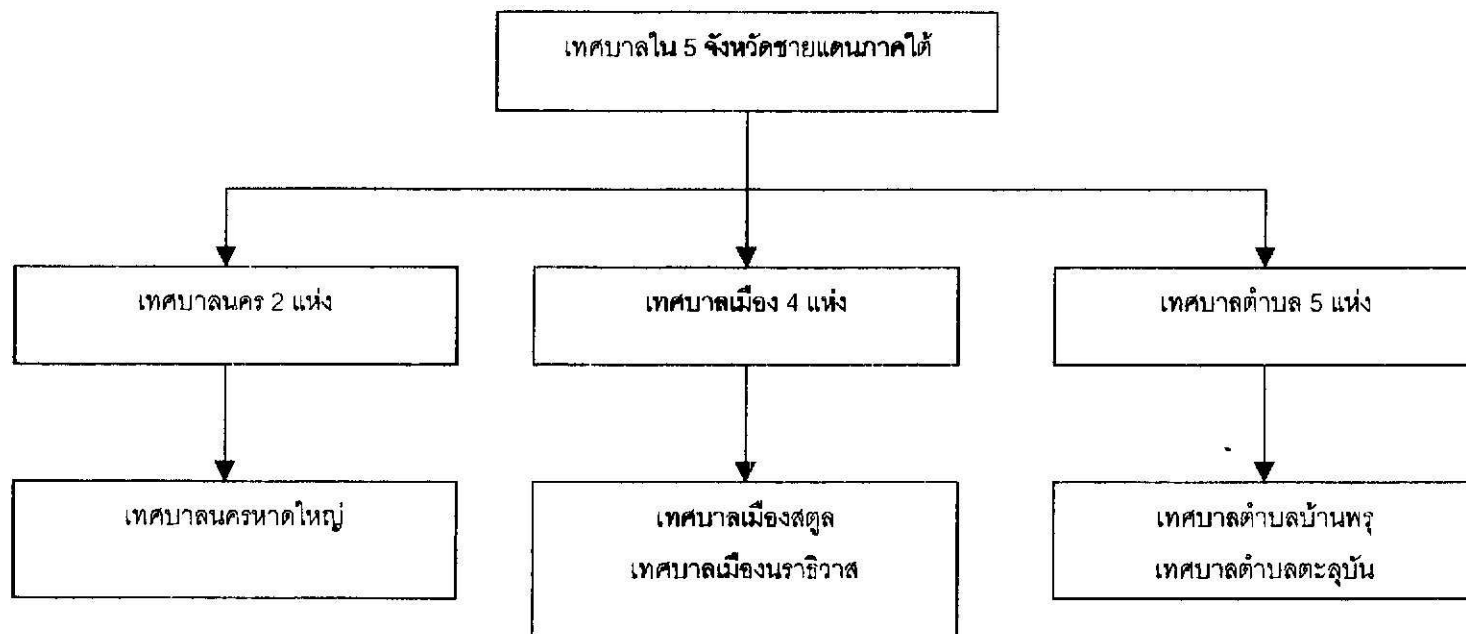 เทศบาลใน 5 จังหวัดชายแดนภาคใต้
เทศบาลนคร 2 แห่ง
เทศบาลเมือง 4 แห่ง
เทศบาลตำบล 5 แห่ง
เทศบาลนครหาดใหญ่
เทศบาลเมืองสตูล
เทศบาลเมืองนราธิวาส
เทศบาลตำบลบ้านพรุ
เทศบาลตำบลตะลุบัน